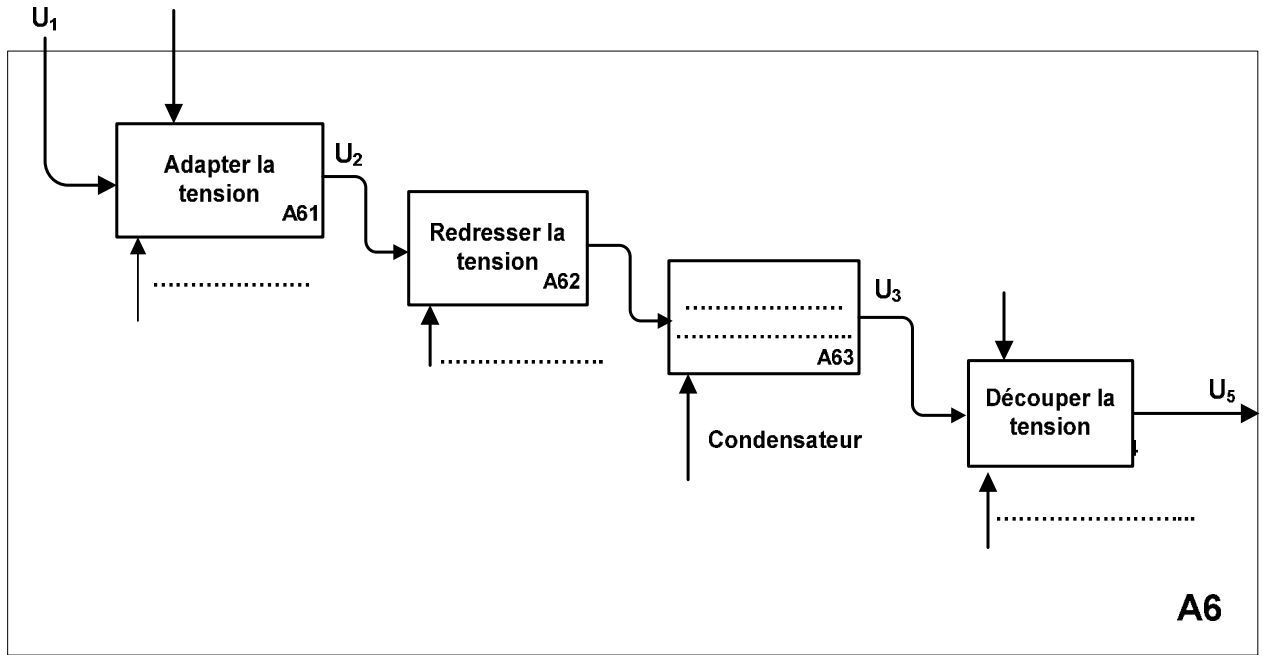 U₁
Adapter la
tension
A61
U₂
....................
Redresser la
tension
A62
....................
....................
......................
A63
U₃
Condensateur
Découper la
tension
U₅
.........................
A6